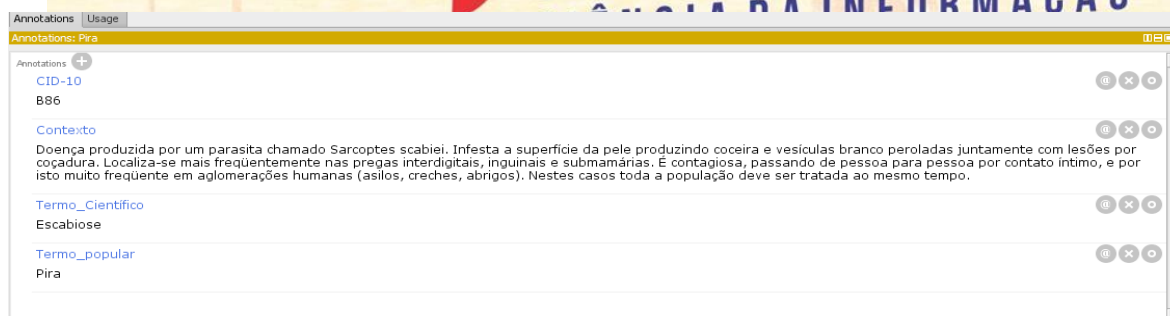 ÊNCIA DA INFORMAÇÃO
Annotations Usage
Annotations: Pira
Annotations
CID-10
B86
Contexto
Doença produzida por um parasita chamado Sarcoptes scabiei. Infesta a superfície da pele produzindo coceira e vesículas branco peroladas juntamente com lesões por
coçadura. Localiza-se mais freqüentemente nas pregas interdigitais, inguinais e submamárias. É contagiosa, passando de pessoa para pessoa por contato íntimo, e por
isto muito freqüente em aglomerações humanas (asilos, creches, abrigos). Nestes casos toda a população deve ser tratada ao mesmo tempo.
Termo_Científico
Escabiose
Termo_popular
Pira